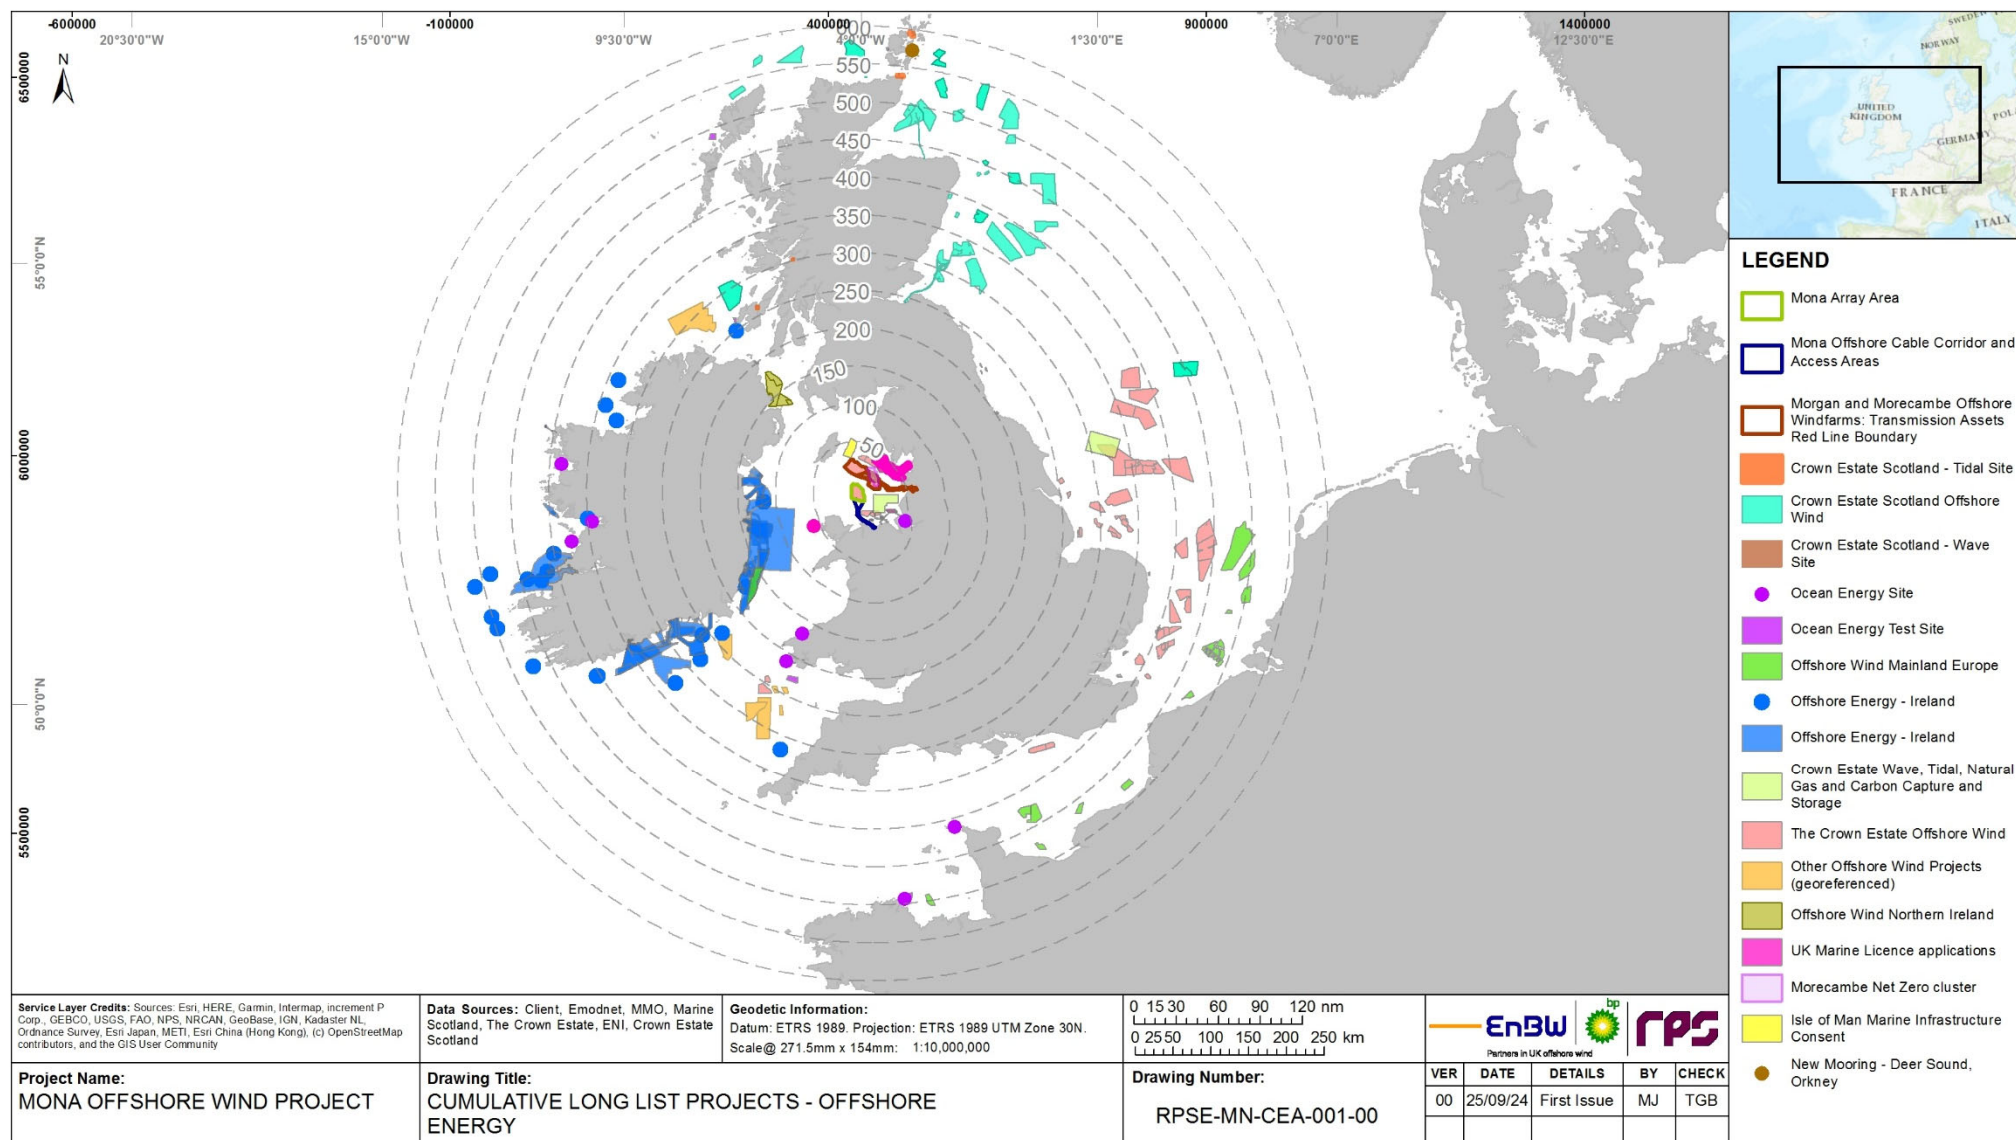 -600000
-100000
400000
900000
1400000
20°30'0"W
15°0'0"W
9°30'0"W
4°0'0"W
1°30'0"E
7°0'0"E
12°30'0"E
N
6500000
55°0'0"N
6000000
50°0'0"N
5500000
600
550
500
450
400
350
300
250
200
150
100
50
SWEDEN
NORWAY
UNITED
KINGDOM
POLA
GERMANY
FRANCE
ITALY
LEGEND
Mona Array Area
Mona Offshore Cable Corridor and
Access Areas
Morgan and Morecambe Offshore
Windfarms: Transmission Assets
Red Line Boundary
Crown Estate Scotland - Tidal Site
Crown Estate Scotland Offshore
Wind
Crown Estate Scotland - Wave
Site
Ocean Energy Site
Ocean Energy Test Site
Offshore Wind Mainland Europe
Offshore Energy - Ireland
Offshore Energy - Ireland
Crown Estate Wave, Tidal, Natural
Gas and Carbon Capture and
Storage
The Crown Estate Offshore Wind
Other Offshore Wind Projects
(georeferenced)
Offshore Wind Northern Ireland
UK Marine Licence applications
Morecambe Net Zero cluster
Isle of Man Marine Infrastructure
Consent
New Mooring - Deer Sound,
Orkney
Service Layer Credits: Sources: Esri, HERE, Garmin, Intermap, increment P
Corp., GEBCO, USGS, FAO, NPS, NRCAN, GeoBase, IGN, Kadaster NL,
Ordnance Survey, Esri Japan, METI, Esri China (Hong Kong), (c) OpenStreetMap
contributors, and the GIS User Community
Data Sources: Client, Emodnet, MMO, Marine
Scotland, The Crown Estate, ENI, Crown Estate
Scotland
Geodetic Information:
Datum: ETRS 1989. Projection: ETRS 1989 UTM Zone 30N.
Scale@ 271.5mm x 154mm: 1:10,000,000
0 15 30 60 90 120 nm
0 25 50 100 150 200 250 km
EnBW
bp
rps
Partners in UK offshore wind
Project Name:
MONA OFFSHORE WIND PROJECT
Drawing Title:
CUMULATIVE LONG LIST PROJECTS - OFFSHORE
ENERGY
Drawing Number:
RPSE-MN-CEA-001-00
VER DATE DETAILS BY CHECK
00 25/09/24 First Issue MJ TGB